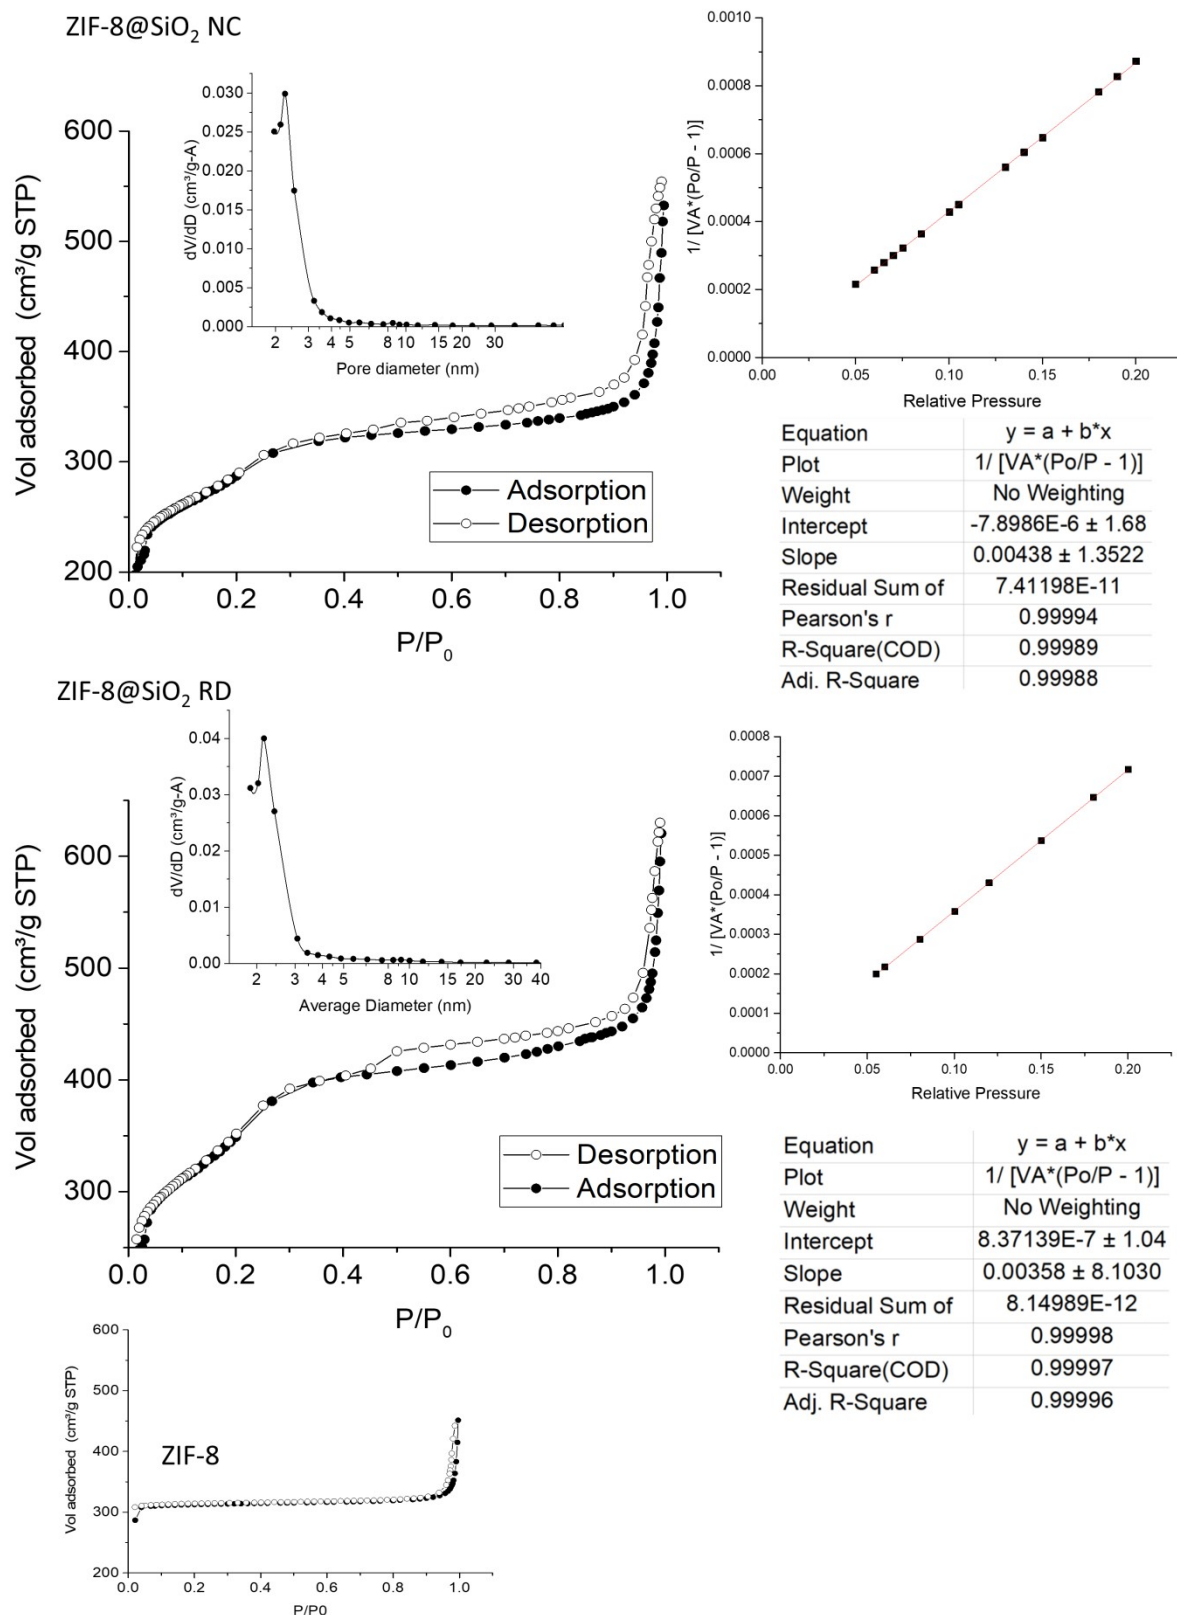 ZIF-8@SiO₂ NC
0.030
0.025
0.020
0.015
0.010
0.005
0.000
dV/dD (cm³/g-A)
2 3 4 5 8 10 15 20 30
Pore diameter (nm)
600
500
400
300
200
Vol adsorbed (cm³/g STP)
Adsorption
Desorption
0.0 0.2 0.4 0.6 0.8 1.0
P/P₀
0.0010
0.0008
0.0006
0.0004
0.0002
0.0000
1/ [VA*(Po/P - 1)]
0.00 0.05 0.10 0.15 0.20
Relative Pressure
Equation y = a + b*x
Plot 1/ [VA*(Po/P - 1)]
Weight No Weighting
Intercept -7.8986E-6 ± 1.68
Slope 0.00438 ± 1.3522
Residual Sum of 7.41198E-11
Pearson's r 0.99994
R-Square(COD) 0.99989
Adj. R-Square 0.99988
ZIF-8@SiO₂ RD
0.04
0.03
0.02
0.01
0.00
dV/dD (cm³/g-A)
2 3 4 5 8 10 15 20 30 40
Average Diameter (nm)
600
500
400
300
Vol adsorbed (cm³/g STP)
Desorption
Adsorption
0.0 0.2 0.4 0.6 0.8 1.0
P/P₀
0.0008
0.0007
0.0006
0.0005
0.0004
0.0003
0.0002
0.0001
0.0000
1/ [VA*(Po/P - 1)]
0.00 0.05 0.10 0.15 0.20
Relative Pressure
Equation y = a + b*x
Plot 1/ [VA*(Po/P - 1)]
Weight No Weighting
Intercept 8.37139E-7 ± 1.04
Slope 0.00358 ± 8.1030
Residual Sum of 8.14989E-12
Pearson's r 0.99998
R-Square(COD) 0.99997
Adj. R-Square 0.99996
600
500
400
300
200
Vol adsorbed (cm³/g STP)
ZIF-8
0.0 0.2 0.4 0.6 0.8 1.0
P/P0